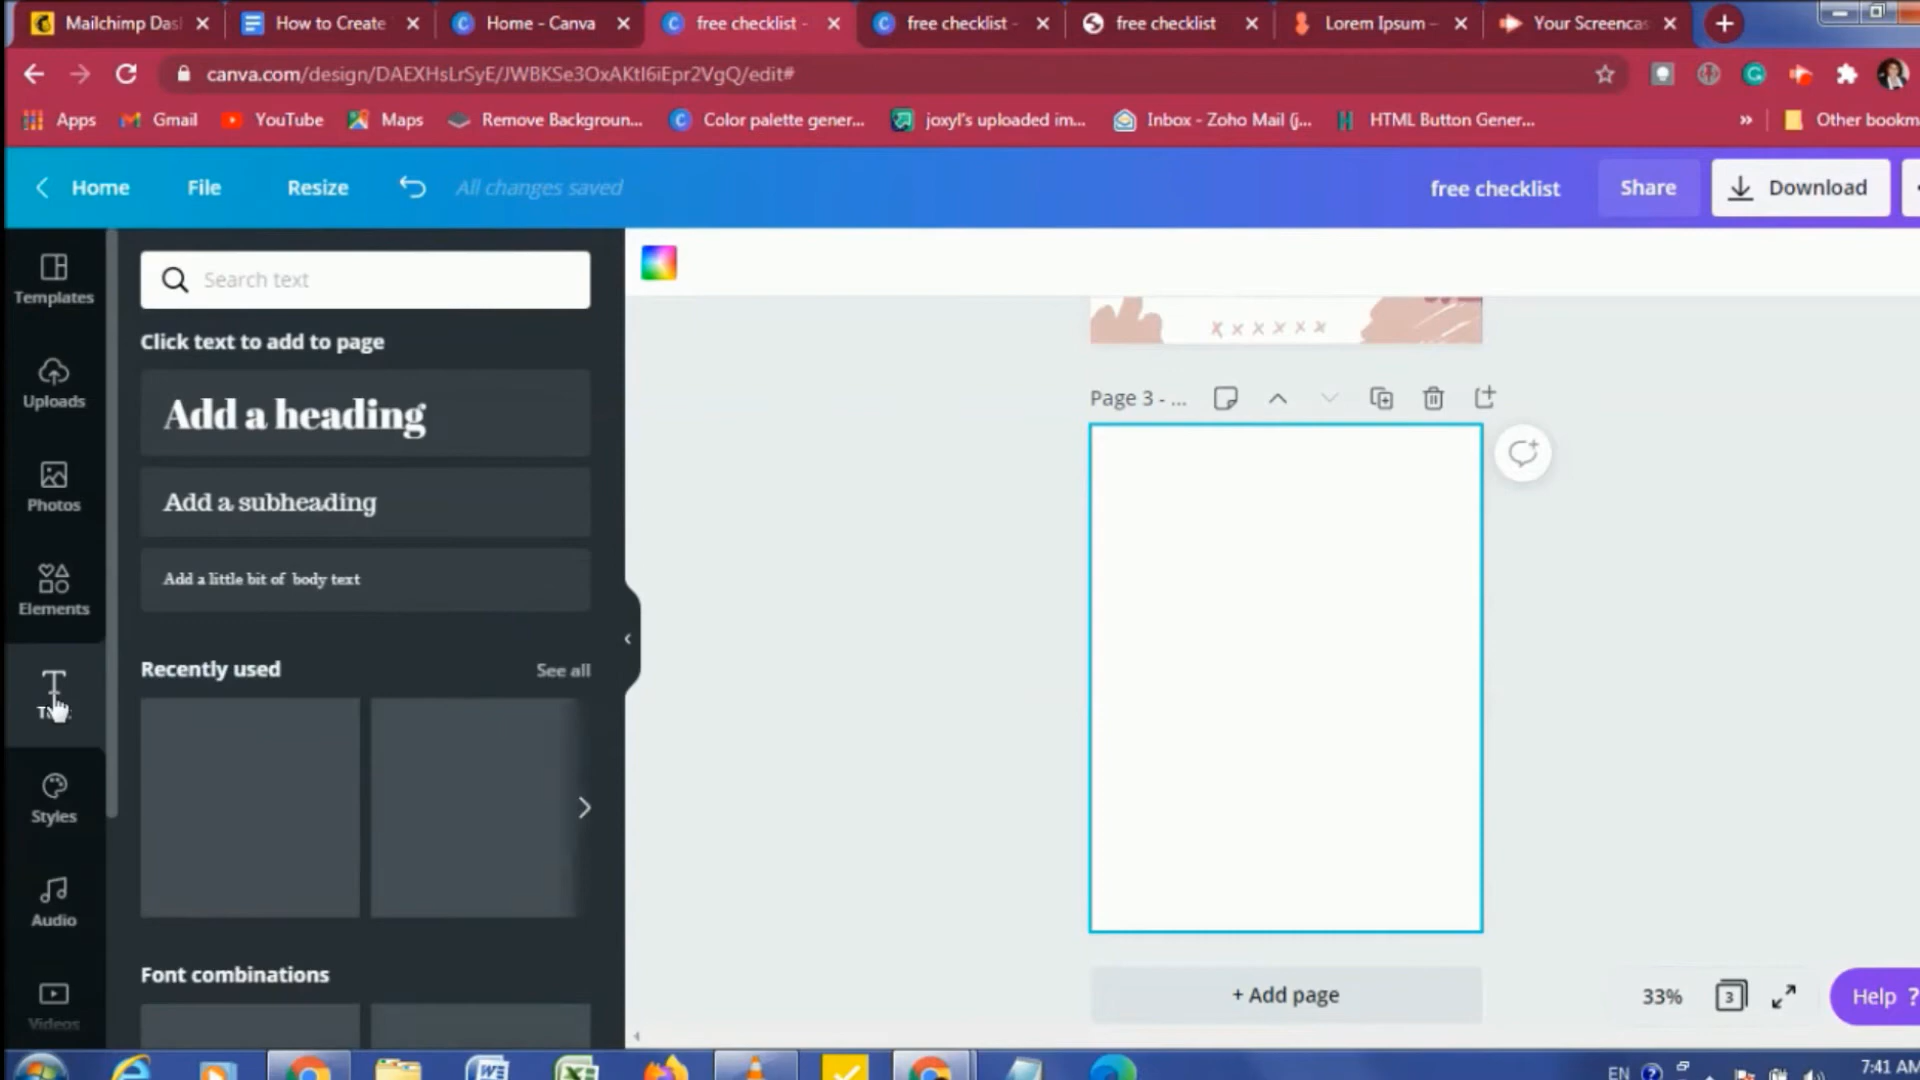 Mailchimp Das
How to Create
Home - Canva
free checklist -
free checklist -
free checklist
Lorem Ipsum -
Your Screencas
canva.com/design/DAEXHsLrSyE/JWBKSe3OxAKtI6iEpr2VgQ/edit#
Apps
Gmail
YouTube
Maps
Remove Backgroun...
Color palette gener...
joxyl's uploaded im...
Inbox - Zoho Mail (j...
HTML Button Gener...
»
Other bookm
Home
File
Resize
All changes saved
free checklist
Share
Download
Templates
Uploads
Photos
Elements
Styles
Audio
Videos
Search text
Click text to add to page
Add a heading
Add a subheading
Add a little bit of body text
Recently used
See all
Font combinations
x x x x x x
Page 3 - ...
+ Add page
33%
3
Help ?
EN
7:41 AM